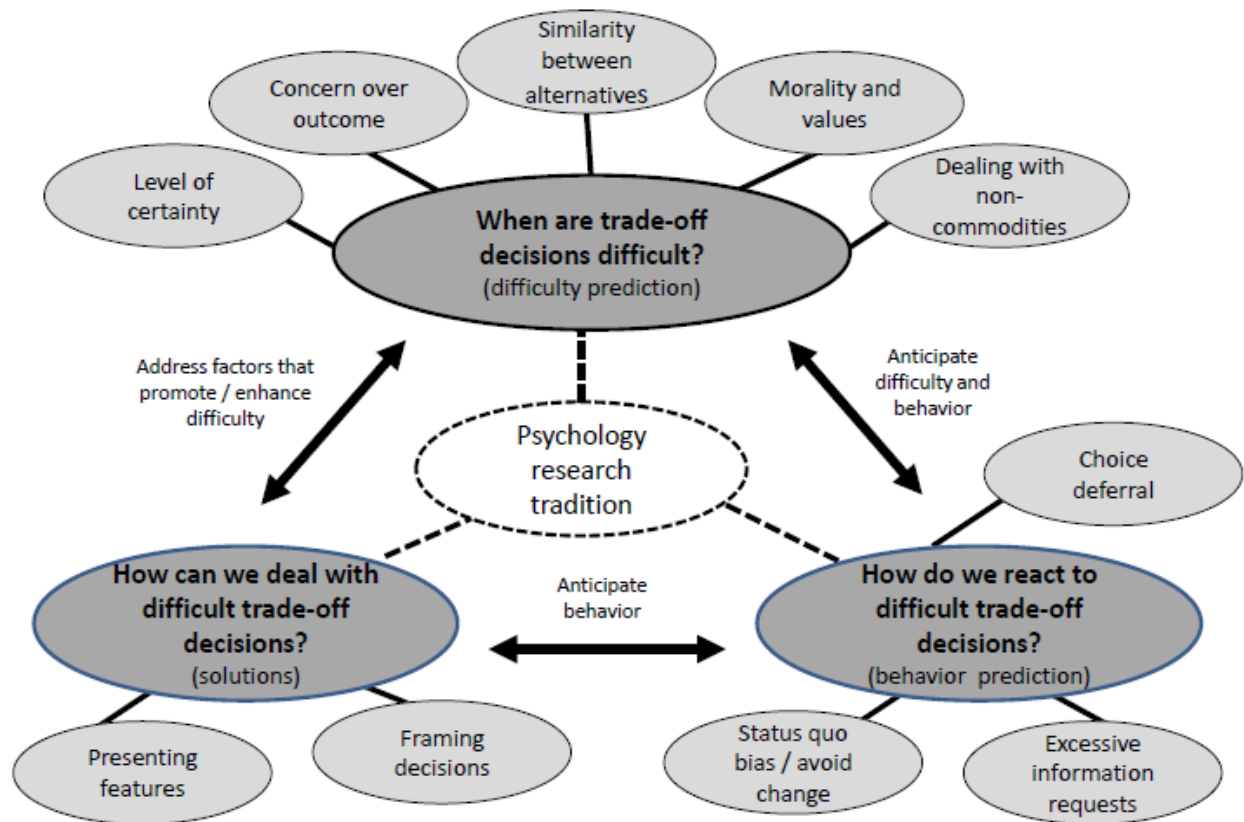 Similarity
between
alternatives
Concern over
outcome
Morality and
values
Level of
certainty
Dealing with
non-
commodities
When are trade-off
decisions difficult?
(difficulty prediction)
Address factors that
promote / enhance
difficulty
Anticipate
difficulty and
behavior
Psychology
research
tradition
Choice
deferral
How can we deal with
difficult trade-off
decisions?
(solutions)
Anticipate
behavior
How do we react to
difficult trade-off
decisions?
(behavior prediction)
Presenting
features
Framing
decisions
Status quo
bias / avoid
change
Excessive
information
requests